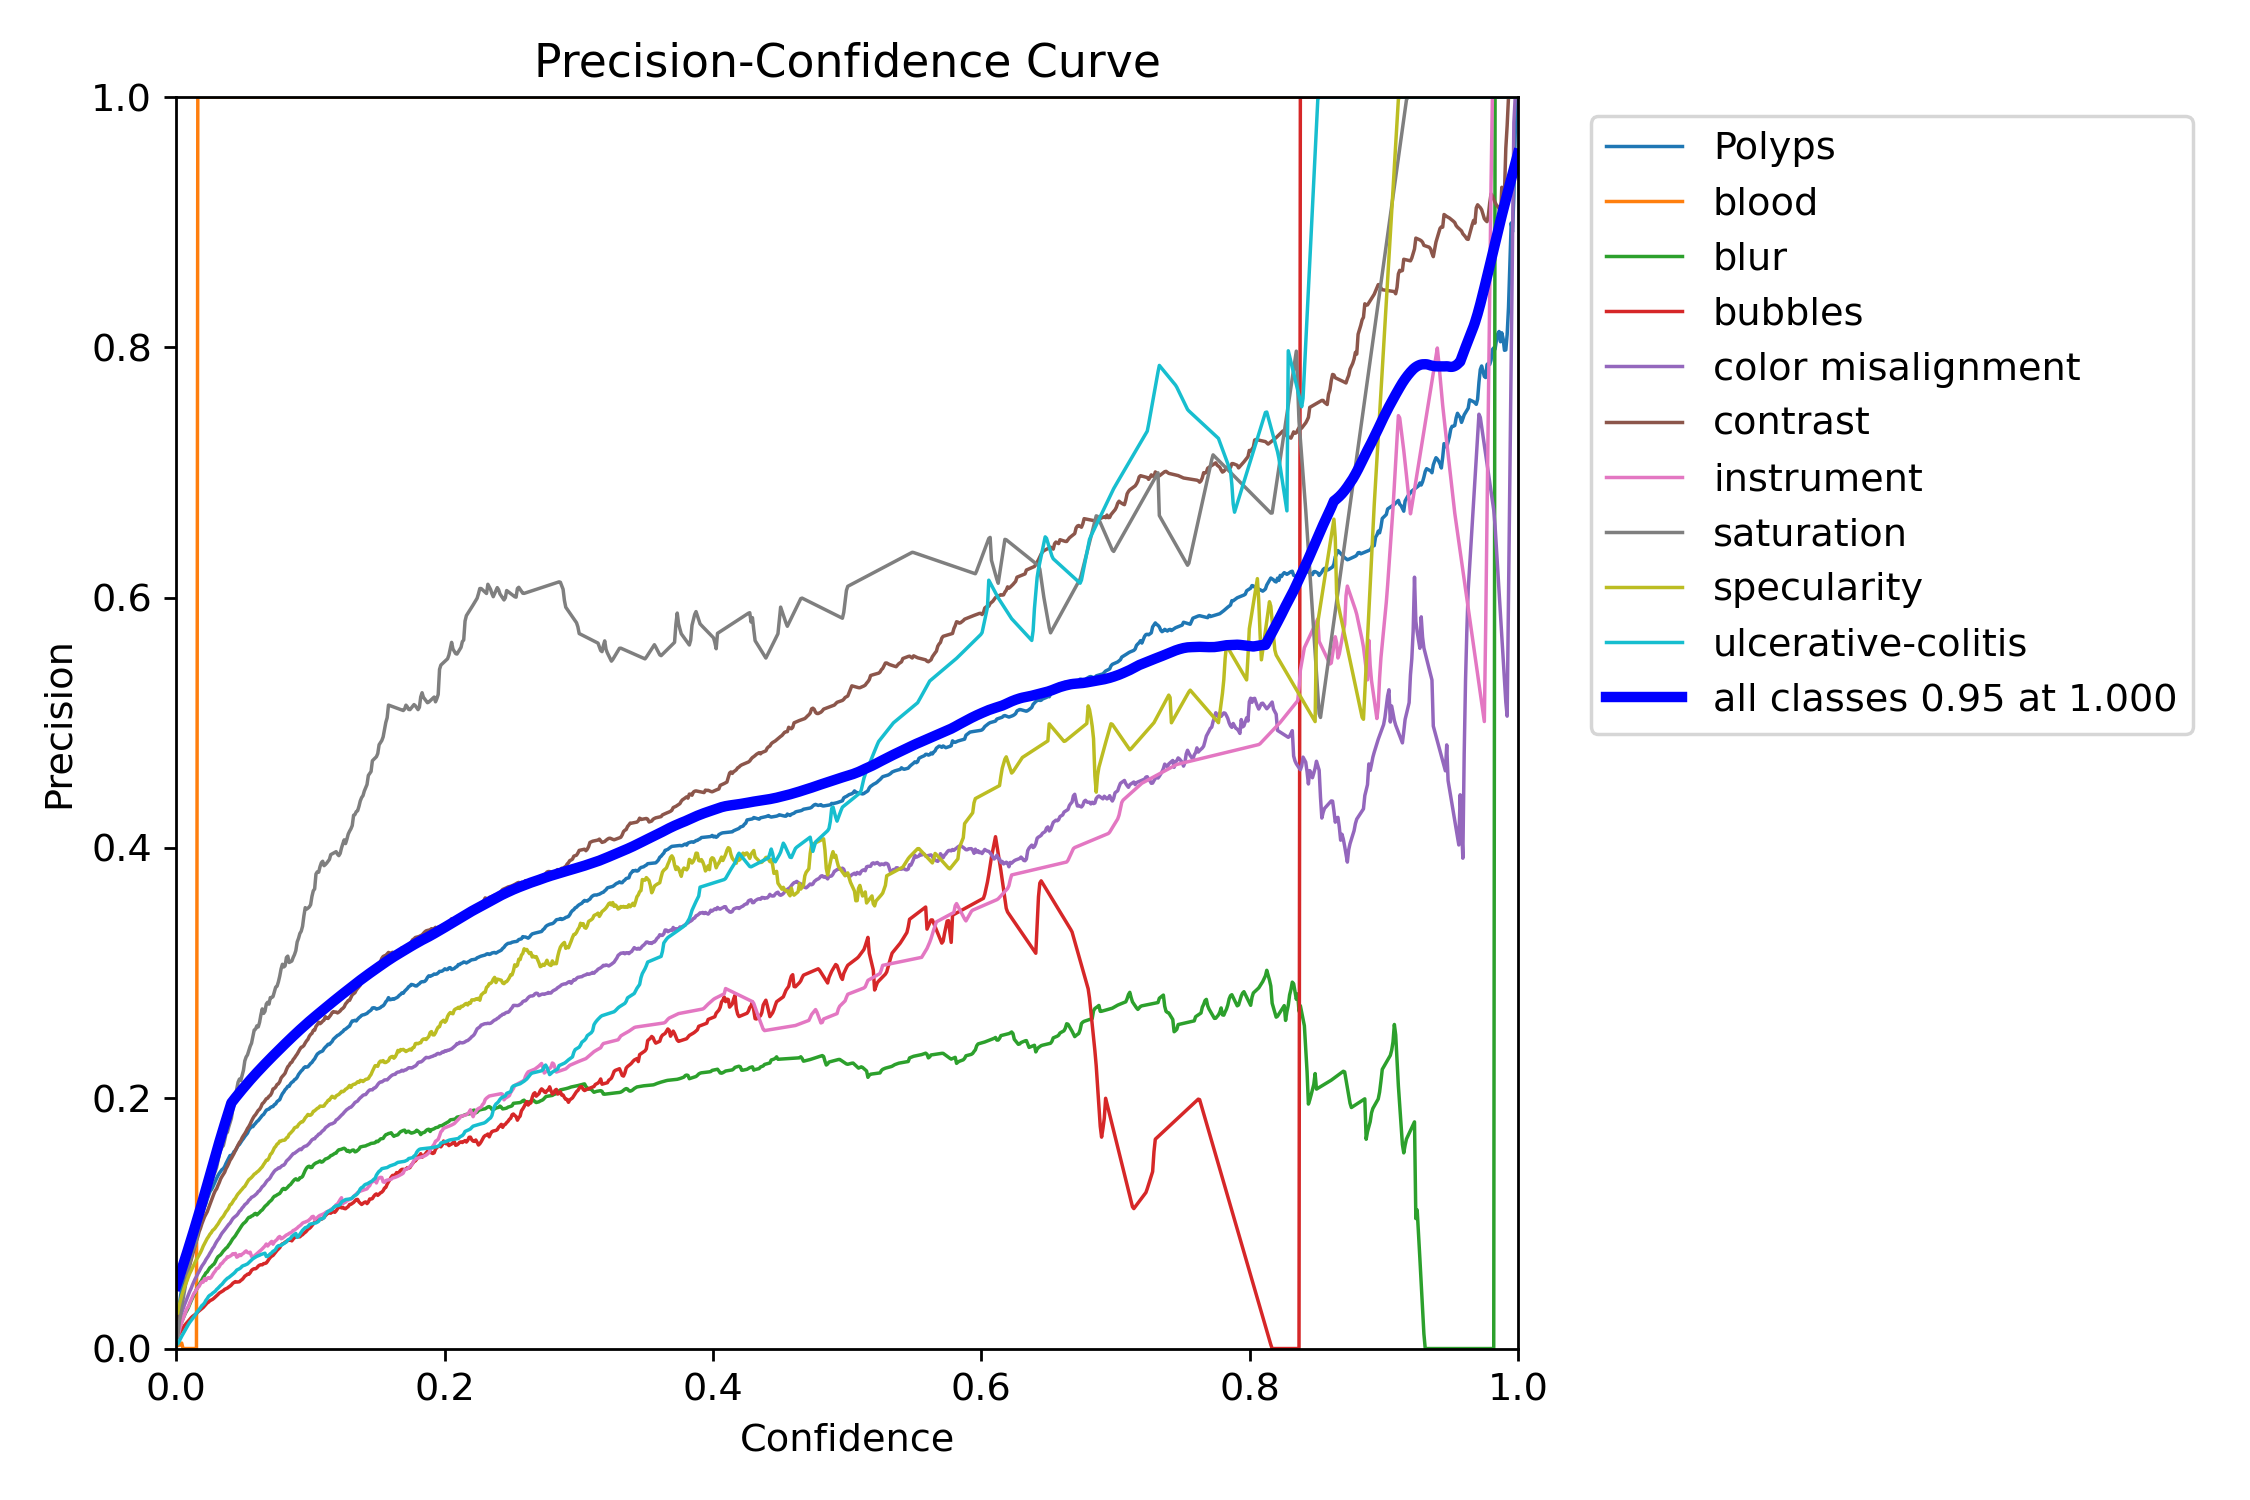 Precision-Confidence Curve
1.0
0.8
0.6
0.4
0.2
0.0
Precision
0.0 0.2 0.4 0.6 0.8 1.0
Confidence
Polyps
blood
blur
bubbles
color misalignment
contrast
instrument
saturation
specularity
ulcerative-colitis
all classes 0.95 at 1.000